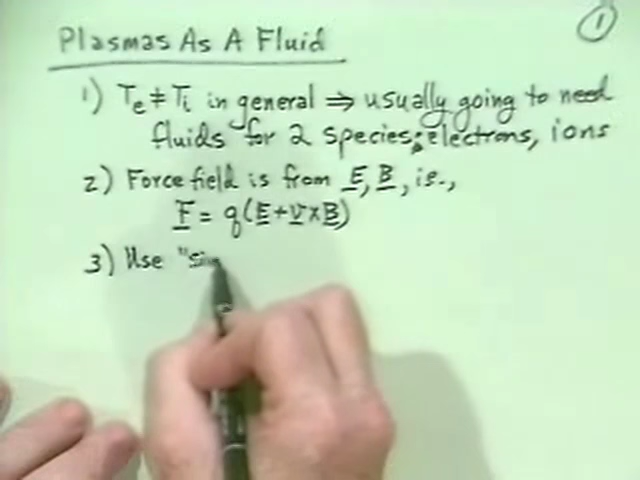 Plasmas As A Fluid
1
1) Te ≠ Ti in general ⇒ usually going to need
fluids for 2 species: electrons, ions
2) Force field is from E, B, i.e.,
F = q(E+V×B)
3) Use "Sim